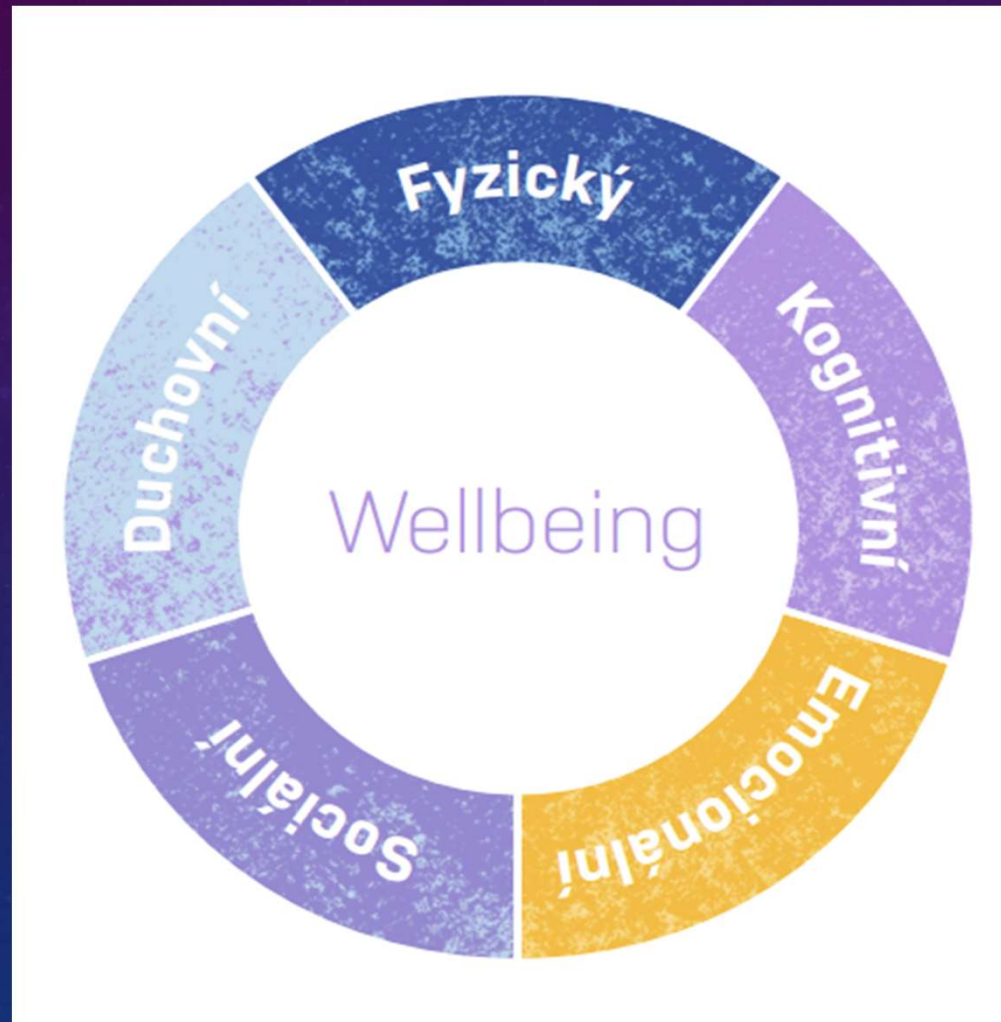 Fyzický
Kognitivní
Emocionální
Sociální
Duchovní
Wellbeing